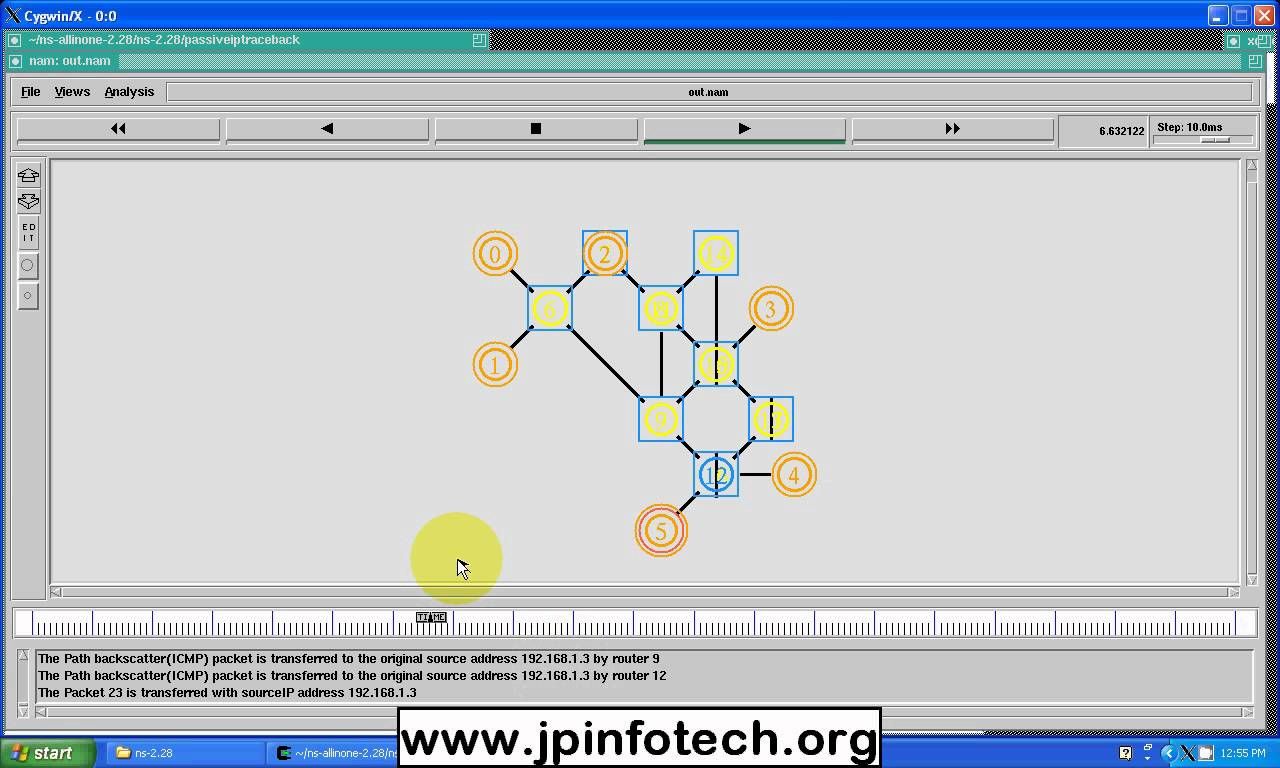 Cygwin/X - 0:0
~/ns-allinone-2.28/ns-2.28/passiveiptraceback
nam: out.nam
File Views Analysis out.nam
6.632122 Step: 10.0ms
ED
IT
0 2
6
3
1
9
12 4
5
TIME
The Path backscatter(ICMP) packet is transferred to the original source address 192.168.1.3 by router 9
The Path backscatter(ICMP) packet is transferred to the original source address 192.168.1.3 by router 12
The Packet 23 is transferred with sourceIP address 192.168.1.3
www.jpinfotech.org
start ns-2.28 ~/ns-allinone-2.28/ns 12:55 PM